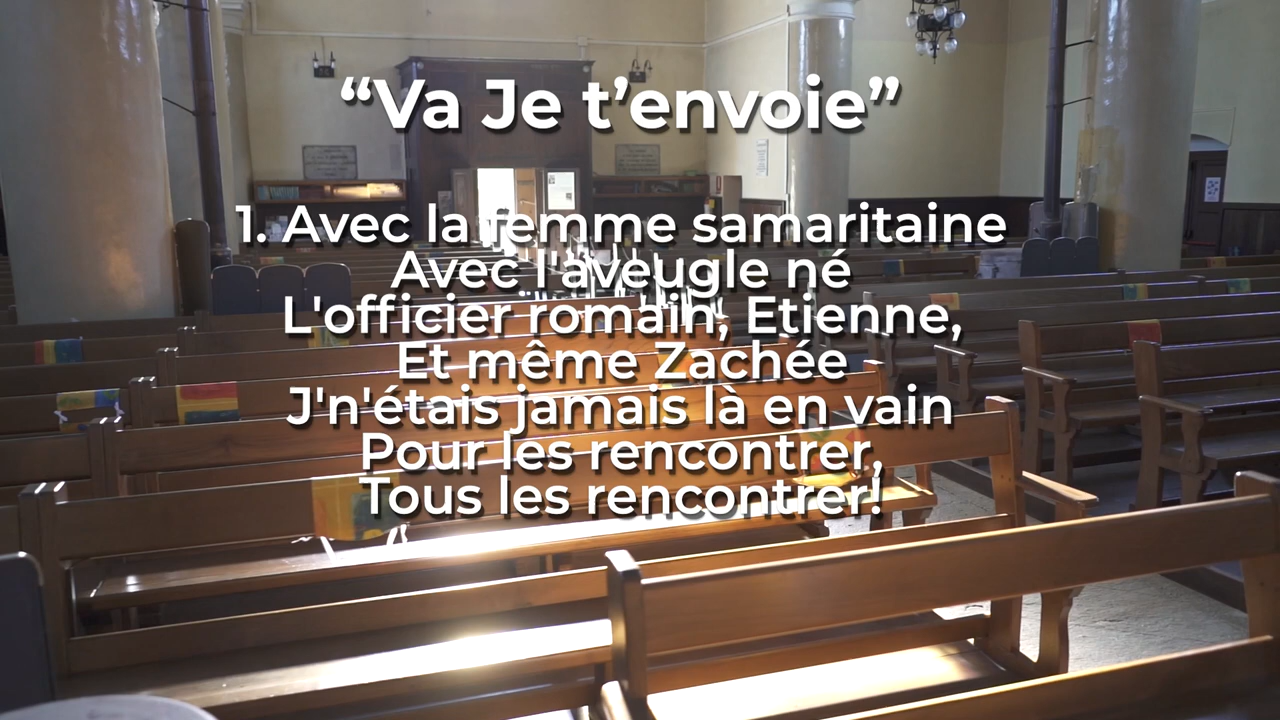 “Va Je t’envoie”
1. Avec la femme samaritaine
Avec l'aveugle né
L'officier romain, Etienne,
Et même Zachée
J'n'étais jamais là en vain
Pour les rencontrer,
Tous les rencontrer!